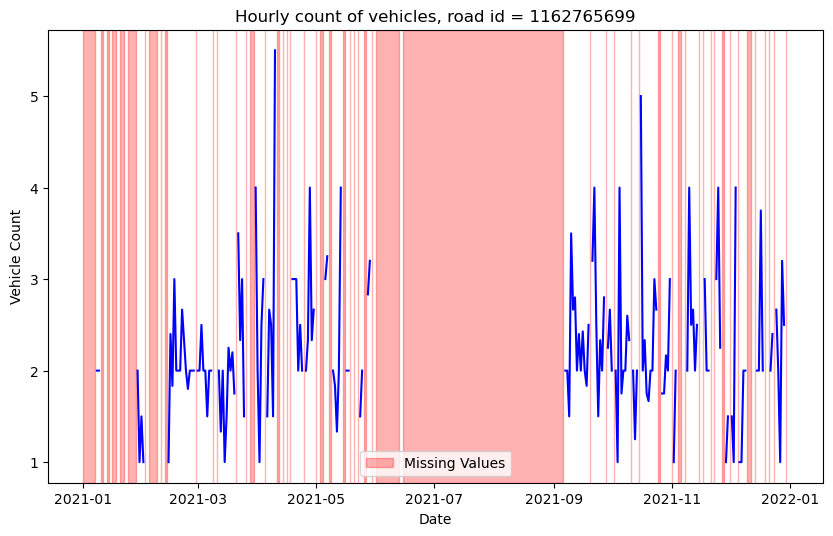 Hourly count of vehicles, road id = 1162765699
Vehicle Count
5
4
3
2
1
Missing Values
2021-01 2021-03 2021-05 2021-07 2021-09 2021-11 2022-01
Date